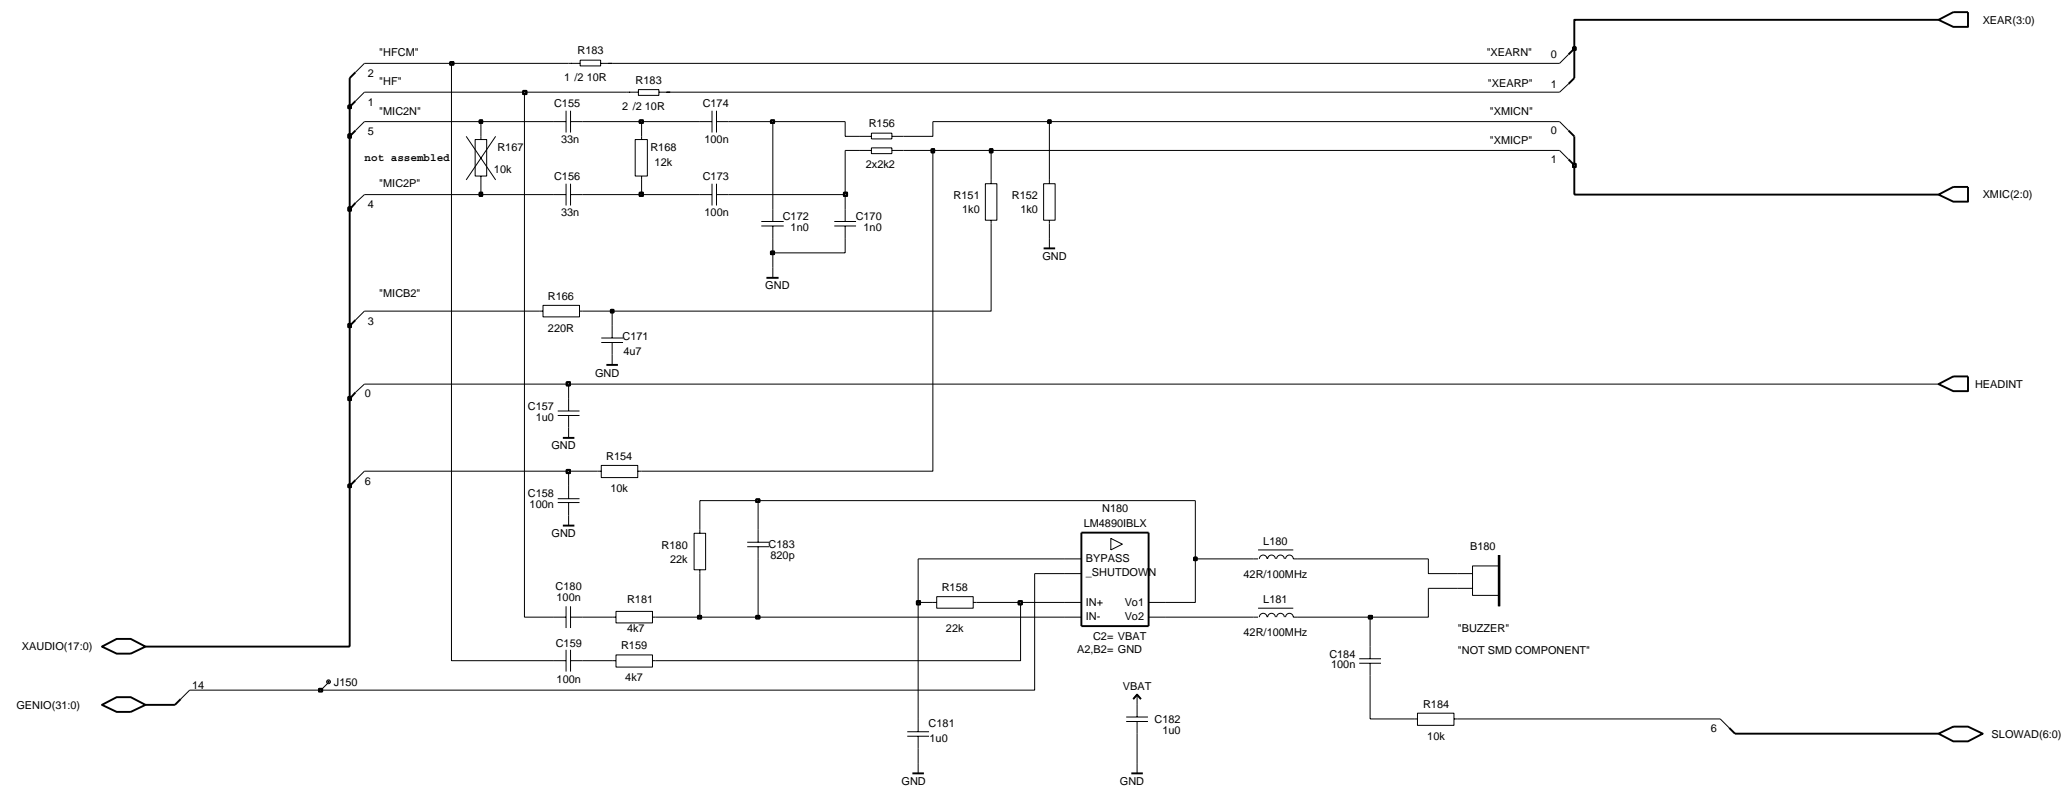 XEAR(3:0)
"HFCM"
R183
"XEARN"
0
2
1 /2 10R
"HF"
R183
"XEARP"
1
1
2 /2 10R
"MIC2N"
C155
C174
R156
"XMICN"
5
33n
100n
0
not assembled
R167
10k
R168
12k
2x2k2
"XMICP"
1
"MIC2P"
C156
C173
R151
1k0
R152
1k0
XMIC(2:0)
4
33n
100n
C172
1n0
C170
1n0
GND
GND
"MICB2"
R166
3
220R
C171
4u7
GND
0
HEADINT
C157
1u0
GND
R154
6
10k
C158
100n
GND
N180
LM4890IBLX
R180
22k
C183
820p
BYPASS
_SHUTDOWN
IN+
IN-
Vo1
Vo2
C2= VBAT
A2,B2= GND
L180
42R/100MHz
B180
C180
100n
R181
4k7
R158
22k
L181
42R/100MHz
"BUZZER"
"NOT SMD COMPONENT"
XAUDIO(17:0)
C159
100n
R159
4k7
C184
100n
14
J150
GENIO(31:0)
VBAT
C181
1u0
C182
1u0
R184
10k
6
SLOWAD(6:0)
GND
GND